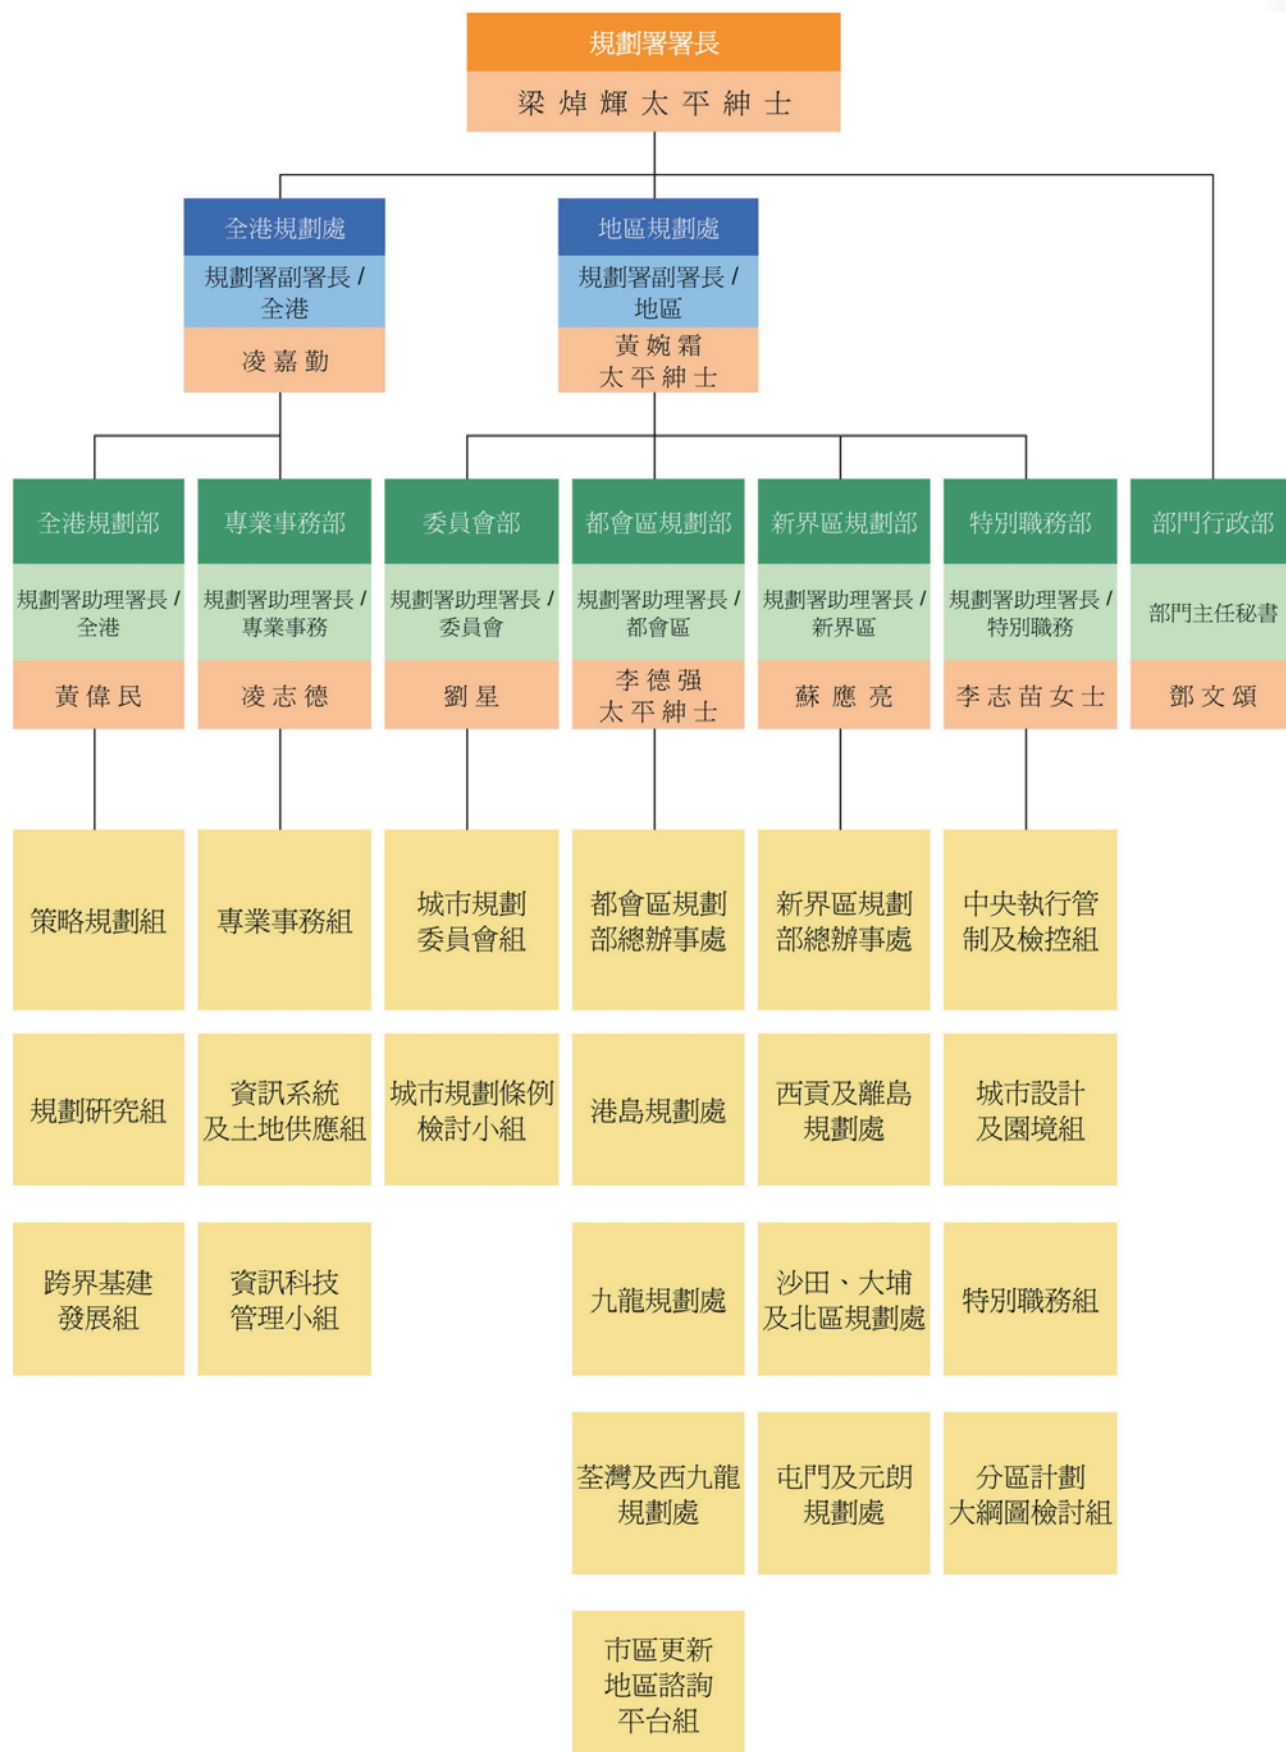 規劃署署長
梁焯輝太平紳士
全港規劃處
規劃署副署長 /
全港
凌嘉勤
地區規劃處
規劃署副署長 /
地區
黃婉霜
太平紳士
全港規劃部
規劃署助理署長 /
全港
黃偉民
專業事務部
規劃署助理署長 /
專業事務
凌志德
委員會部
規劃署助理署長 /
委員會
劉星
都會區規劃部
規劃署助理署長 /
都會區
李德强
太平紳士
新界區規劃部
規劃署助理署長 /
新界區
蘇應亮
特別職務部
規劃署助理署長 /
特別職務
李志苗女士
部門行政部
部門主任秘書
鄧文頌
策略規劃組
專業事務組
城市規劃
委員會組
都會區規劃
部總辦事處
新界區規劃
部總辦事處
中央執行管
制及檢控組
規劃研究組
資訊系統
及土地供應組
城市規劃條例
檢討小組
港島規劃處
西貢及離島
規劃處
城市設計
及園境組
跨界基建
發展組
資訊科技
管理小組
九龍規劃處
沙田、大埔
及北區規劃處
特別職務組
荃灣及西九龍
規劃處
屯門及元朗
規劃處
分區計劃
大綱圖檢討組
市區更新
地區諮詢
平台組